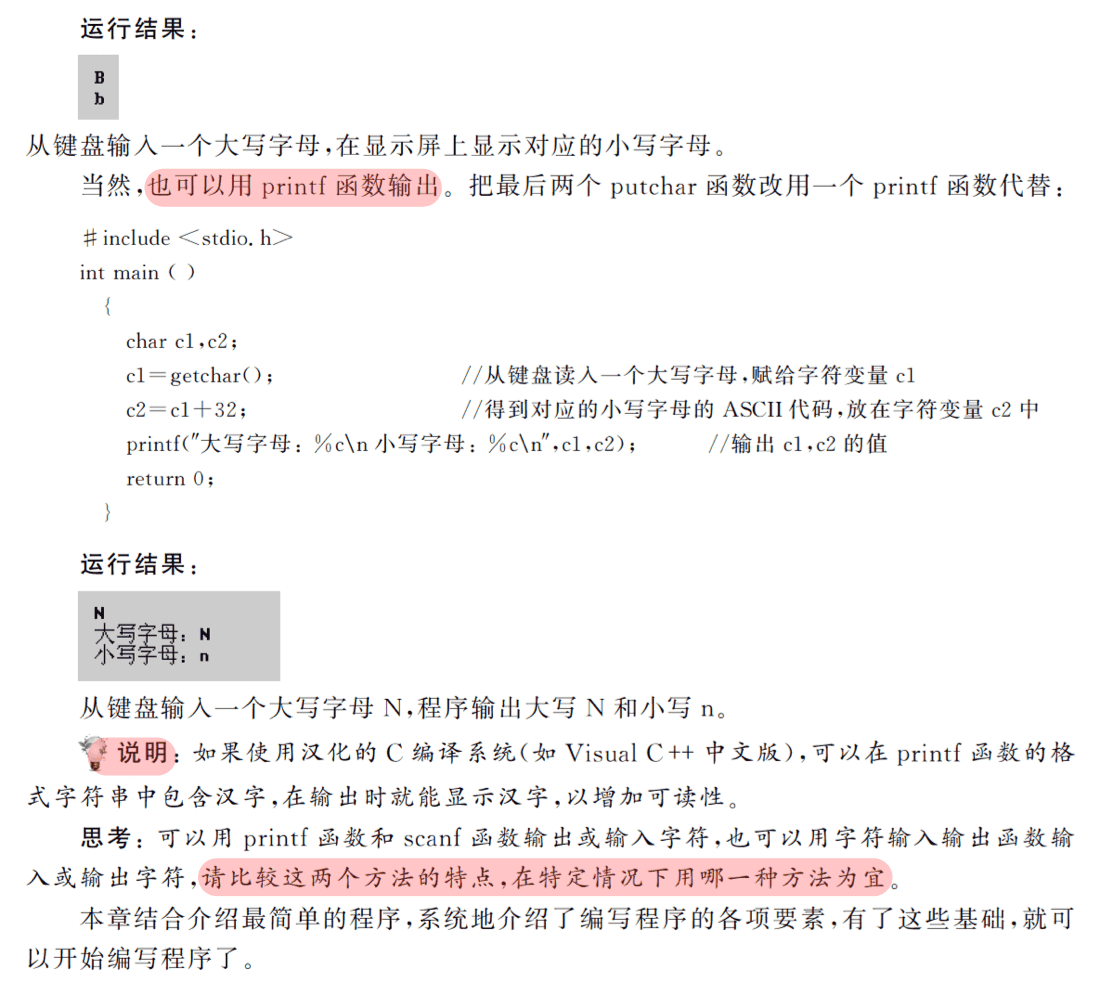 运行结果：
B
b
从键盘输入一个大写字母,在显示屏上显示对应的小写字母。
当然,也可以用 printf 函数输出。把最后两个 putchar 函数改用一个 printf 函数代替：
#include <stdio.h>
int main ( )
{
char c1,c2;
c1=getchar(); //从键盘读入一个大写字母,赋给字符变量 c1
c2=c1+32; //得到对应的小写字母的 ASCII 代码,放在字符变量 c2 中
printf("大写字母: %c\n 小写字母: %c\n",c1,c2); //输出 c1,c2 的值
return 0;
}
运行结果：
N
大写字母: N
小写字母: n
从键盘输入一个大写字母 N,程序输出大写 N 和小写 n。
说明：如果使用汉化的 C 编译系统(如 Visual C++ 中文版),可以在 printf 函数的格
式字符串中包含汉字,在输出时就能显示汉字,以增加可读性。
思考：可以用 printf 函数和 scanf 函数输出或输入字符,也可以用字符输入输出函数输
入或输出字符,请比较这两个方法的特点,在特定情况下用哪一种方法为宜。
本章结合介绍最简单的程序,系统地介绍了编写程序的各项要素,有了这些基础,就可
以开始编写程序了。